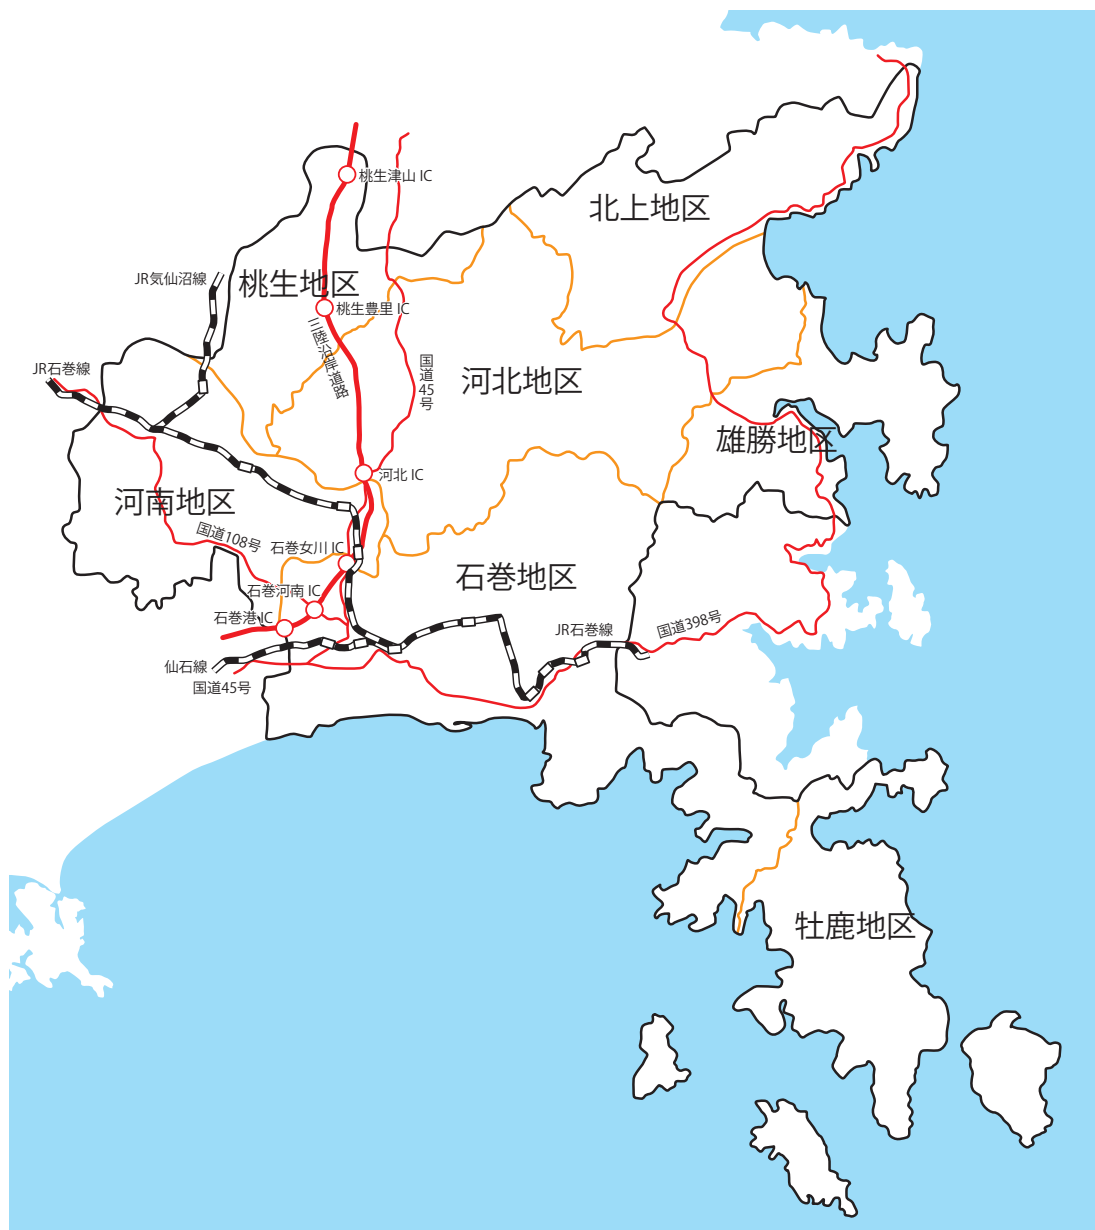 桃生津山 IC
北上地区
JR気仙沼線
桃生地区
桃生豊里 IC
三陸沿岸道路
JR石巻線
国道45号
河北地区
雄勝地区
河北 IC
河南地区
国道108号
石巻女川 IC
石巻地区
石巻河南 IC
石巻港 IC
JR石巻線
国道398号
仙石線
国道45号
牡鹿地区